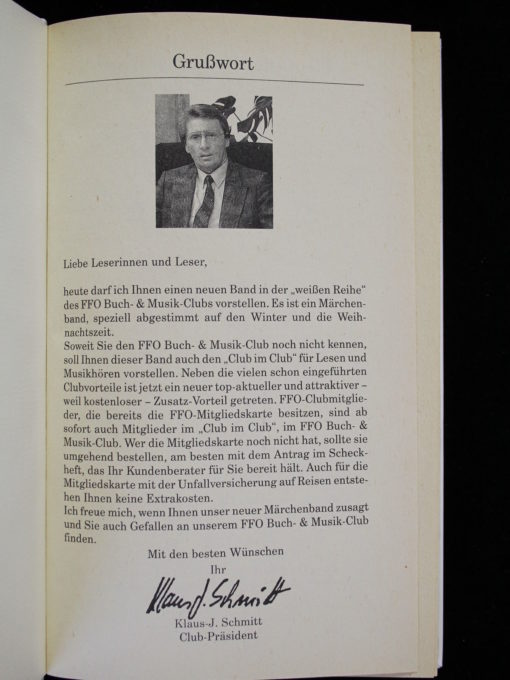 Grußwort
Liebe Leserinnen und Leser,
heute darf ich Ihnen einen neuen Band in der „weißen Reihe"
des FFO Buch- & Musik-Clubs vorstellen. Es ist ein Märchen-
band, speziell abgestimmt auf den Winter und die Weih-
nachtszeit.
Soweit Sie den FFO Buch- & Musik-Club noch nicht kennen,
soll Ihnen dieser Band auch den „Club im Club" für Lesen und
Musikhören vorstellen. Neben die vielen schon eingeführten
Clubvorteile ist jetzt ein neuer top-aktueller und attraktiver –
weil kostenloser – Zusatz-Vorteil getreten. FFO-Clubmitglie-
der, die bereits die FFO-Mitgliedskarte besitzen, sind ab
sofort auch Mitglieder im „Club im Club", im FFO Buch- &
Musik-Club. Wer die Mitgliedskarte noch nicht hat, sollte sie
umgehend bestellen, am besten mit dem Antrag im Scheck-
heft, das Ihr Kundenberater für Sie bereit hält. Auch für die
Mitgliedskarte mit der Unfallversicherung auf Reisen entste-
hen Ihnen keine Extrakosten.
Ich freue mich, wenn Ihnen unser neuer Märchenband zusagt
und Sie auch Gefallen an unserem FFO Buch- & Musik-Club
finden.
Mit den besten Wünschen
Ihr
Klaus J. Schmitt
Klaus-J. Schmitt
Club-Präsident